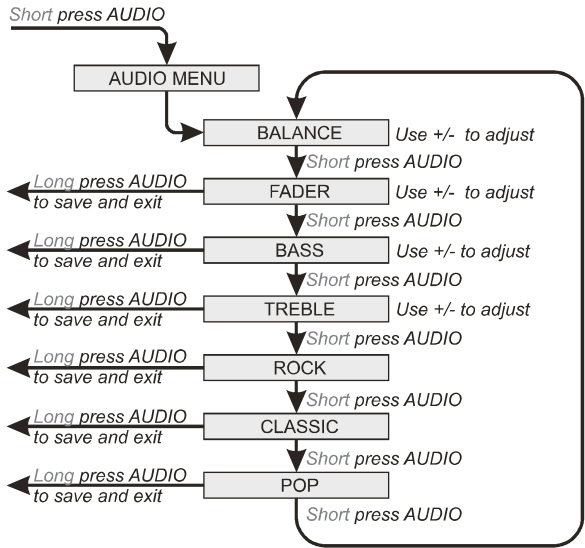 Short press AUDIO
AUDIO MENU
BALANCE
Use +/- to adjust
Short press AUDIO
Long press AUDIO
to save and exit
FADER
Use +/- to adjust
Short press AUDIO
Long press AUDIO
to save and exit
BASS
Use +/- to adjust
Short press AUDIO
Long press AUDIO
to save and exit
TREBLE
Use +/- to adjust
Short press AUDIO
Long press AUDIO
to save and exit
ROCK
Short press AUDIO
Long press AUDIO
to save and exit
CLASSIC
Short press AUDIO
Long press AUDIO
to save and exit
POP
Short press AUDIO